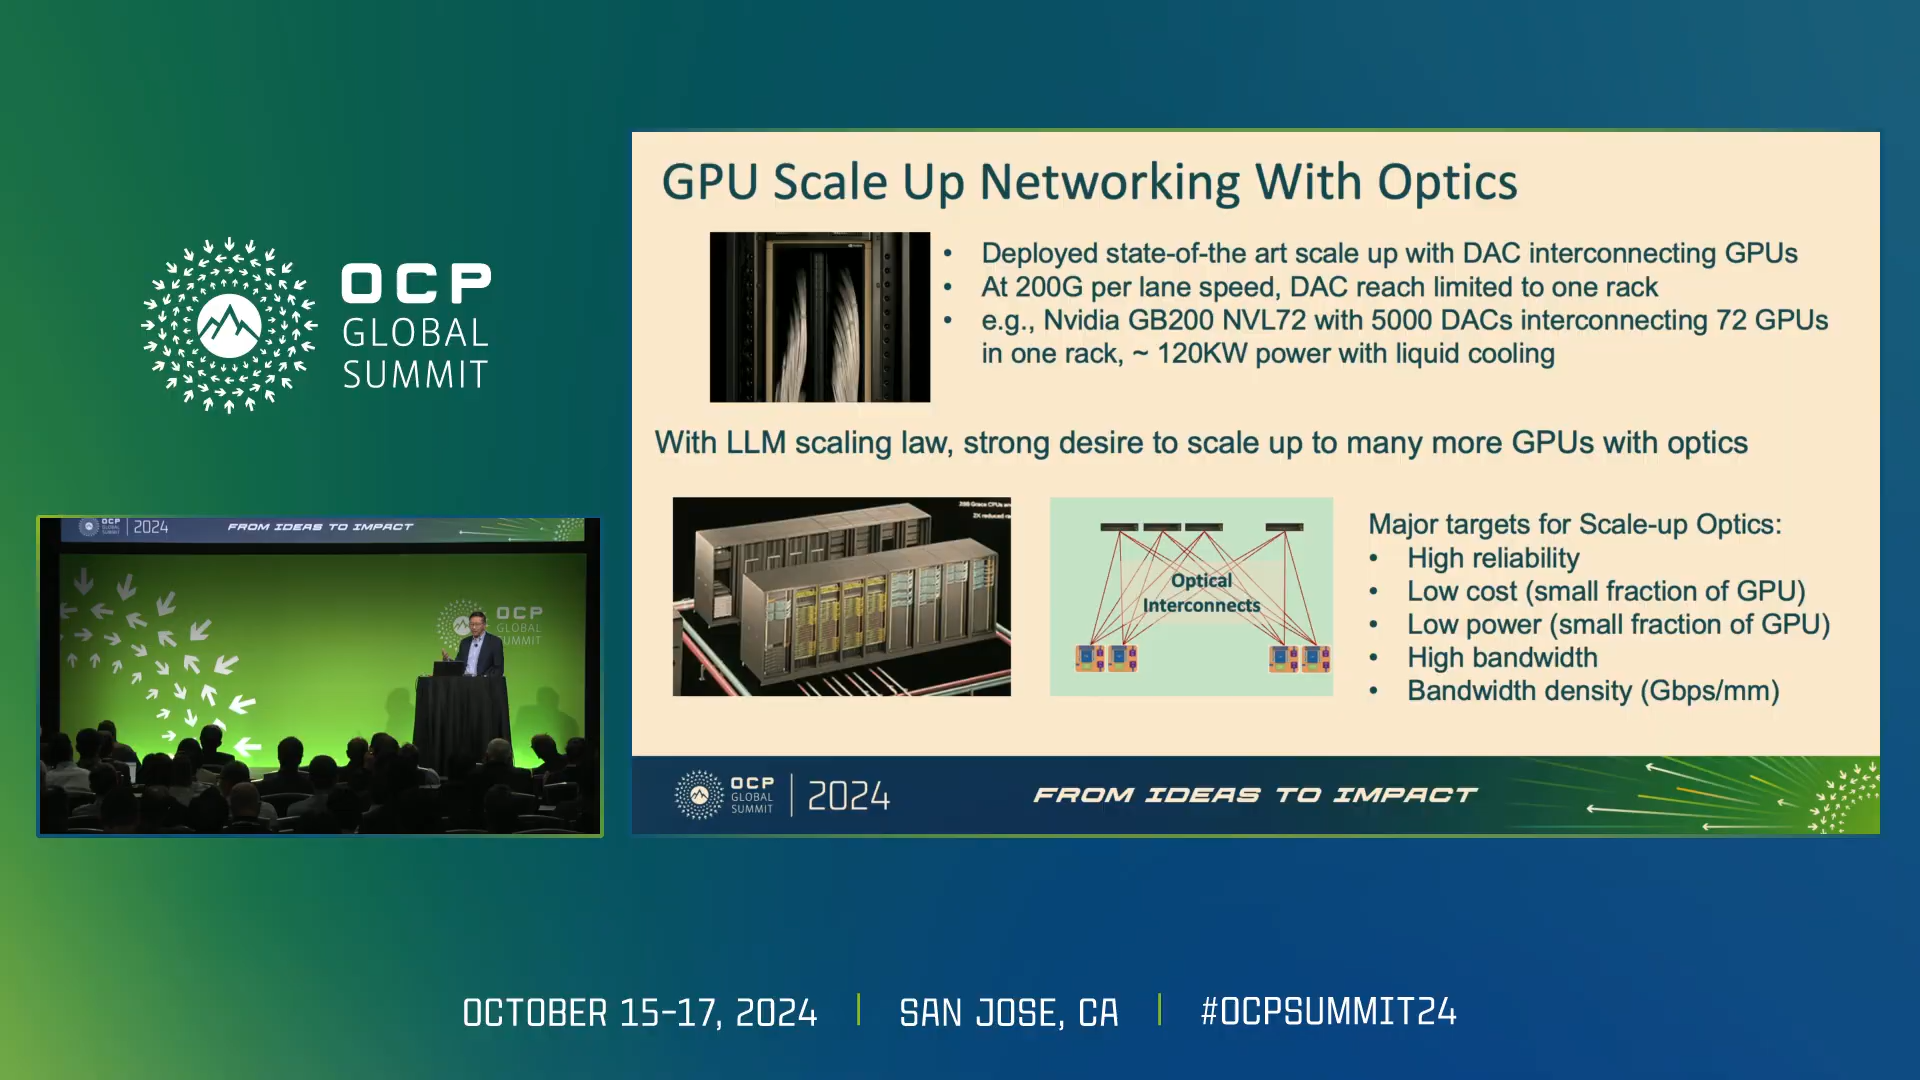 OCP
GLOBAL
SUMMIT
GPU Scale Up Networking With Optics
• Deployed state-of-the art scale up with DAC interconnecting GPUs
• At 200G per lane speed, DAC reach limited to one rack
• e.g., Nvidia GB200 NVL72 with 5000 DACs interconnecting 72 GPUs
in one rack, ~ 120KW power with liquid cooling
With LLM scaling law, strong desire to scale up to many more GPUs with optics
Optical
Interconnects
Major targets for Scale-up Optics:
• High reliability
• Low cost (small fraction of GPU)
• Low power (small fraction of GPU)
• High bandwidth
• Bandwidth density (Gbps/mm)
OCP
GLOBAL
SUMMIT
2024
FROM IDEAS TO IMPACT
OCP
GLOBAL
SUMMIT
2024
FROM IDEAS TO IMPACT
OCP
GLOBAL
SUMMIT
OCTOBER 15-17, 2024 | SAN JOSE, CA | #OCPSUMMIT24